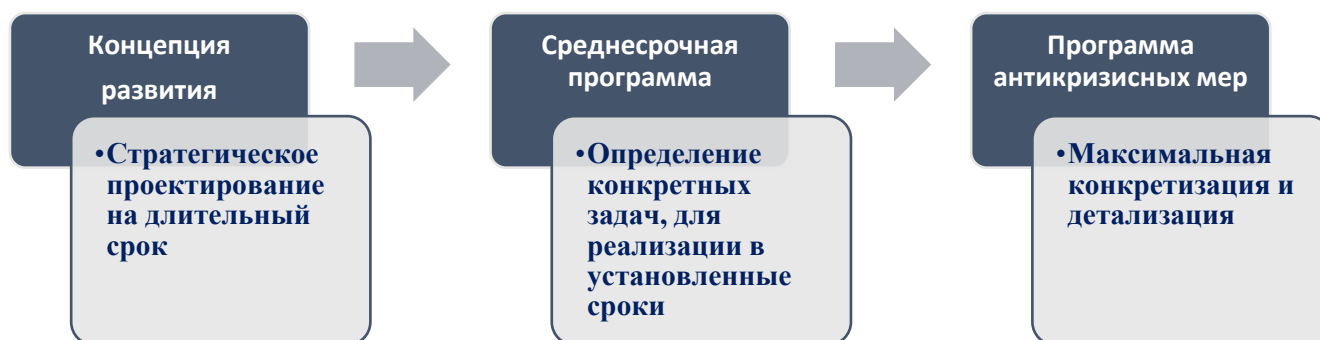 Концепция
развития
•Стратегическое
проектирование
на длительный
срок
Среднесрочная
программа
•Определение
конкретных
задач, для
реализации в
установленные
сроки
Программа
антикризисных мер
•Максимальная
конкретизация и
детализация